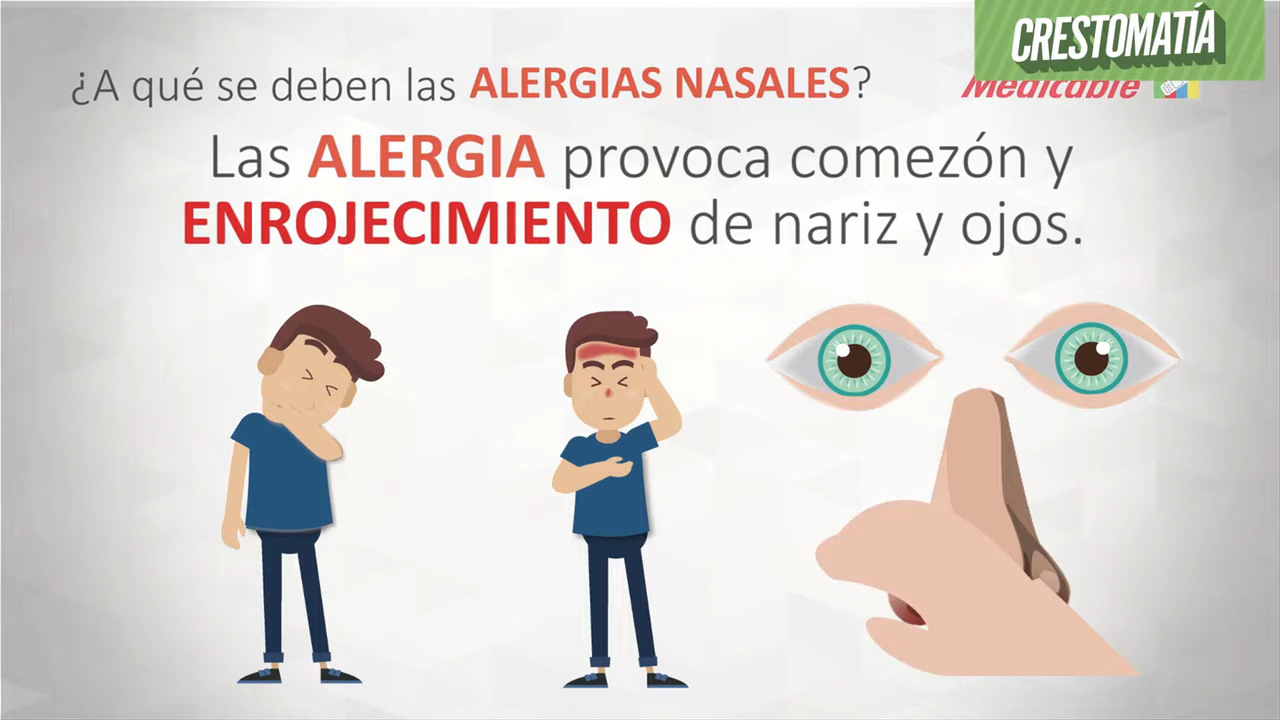 CRESTOMATÍA
¿A qué se deben las ALERGIAS NASALES?
Medicable
Las ALERGIA provoca comezón y
ENROJECIMIENTO de nariz y ojos.